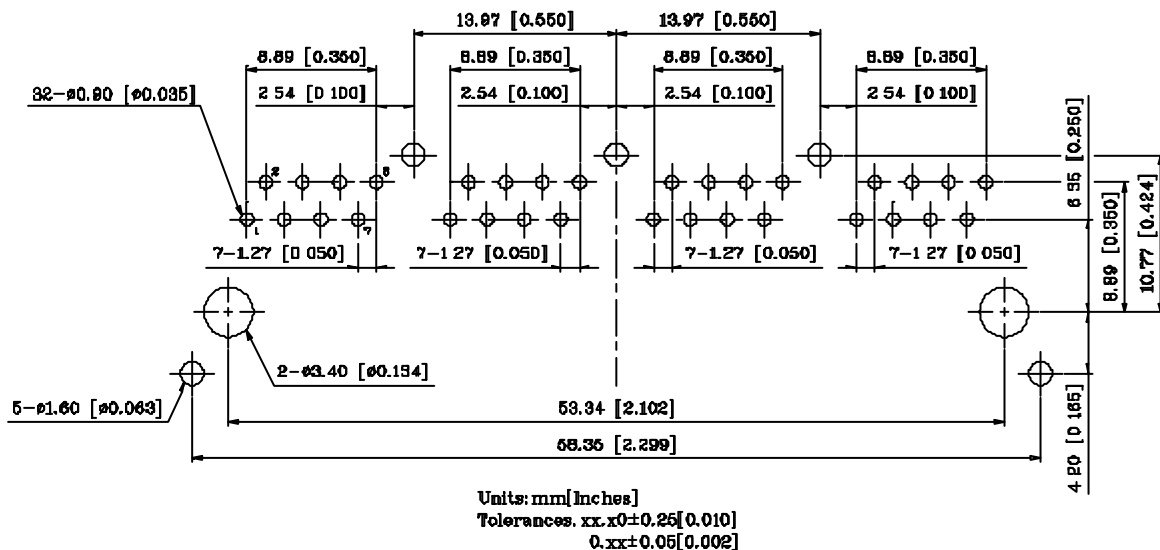 13.97 [0.550] 13.97 [0.550]
8.89 [0.350] 8.89 [0.350] 8.89 [0.350] 8.89 [0.350]
32-ø0.90 [ø0.035] 2.54 [0.100] 2.54 [0.100] 2.54 [0.100] 2.54 [0.100]
2 8
1 7
7-1.27 [0.050] 7-1.27 [0.050] 7-1.27 [0.050] 7-1.27 [0.050]
6.35 [0.250]
8.89 [0.350]
10.77 [0.424]
2-ø3.40 [ø0.134]
5-ø1.60 [ø0.063]
53.34 [2.102]
58.35 [2.299]
4.20 [0.165]
Units: mm[Inches]
Tolerances. xx.x0±0.25[0.010]
0.xx±0.05[0.002]